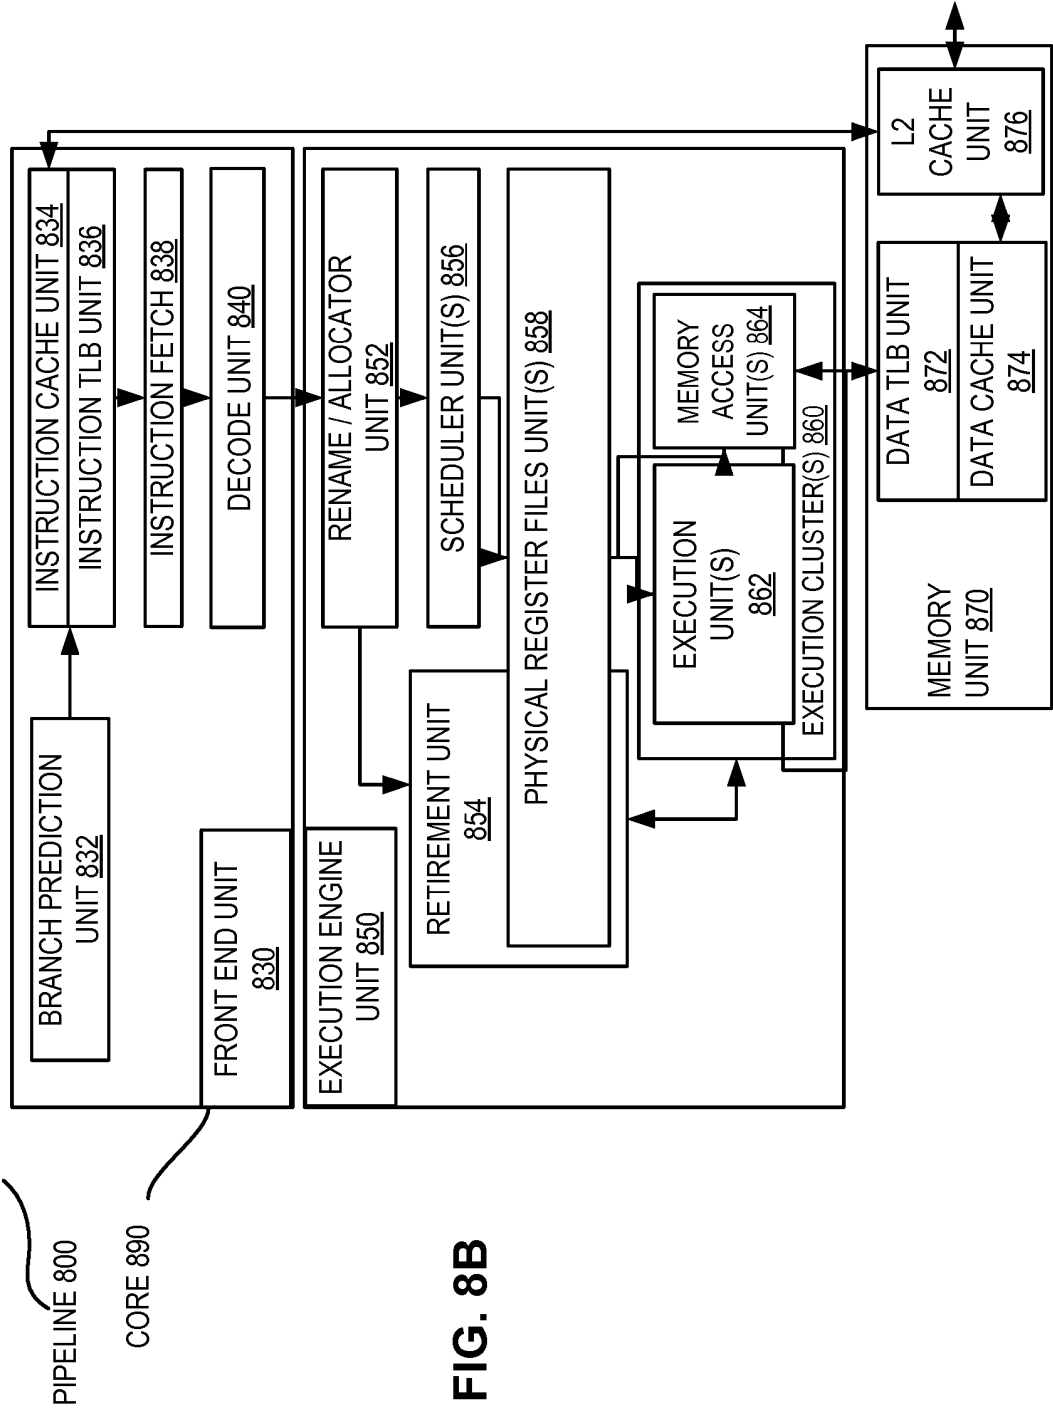 PIPELINE 800
CORE 890
BRANCH PREDICTION
UNIT 832
INSTRUCTION CACHE UNIT 834
INSTRUCTION TLB UNIT 836
INSTRUCTION FETCH 838
DECODE UNIT 840
FRONT END UNIT
830
EXECUTION ENGINE
UNIT 850
RENAME / ALLOCATOR
UNIT 852
SCHEDULER UNIT(S) 856
RETIREMENT UNIT
854
PHYSICAL REGISTER FILES UNIT(S) 858
EXECUTION
UNIT(S)
862
MEMORY
ACCESS
UNIT(S) 864
EXECUTION CLUSTER(S) 860
MEMORY
UNIT 870
DATA TLB UNIT
872
DATA CACHE UNIT
874
L2
CACHE
UNIT
876
FIG. 8B